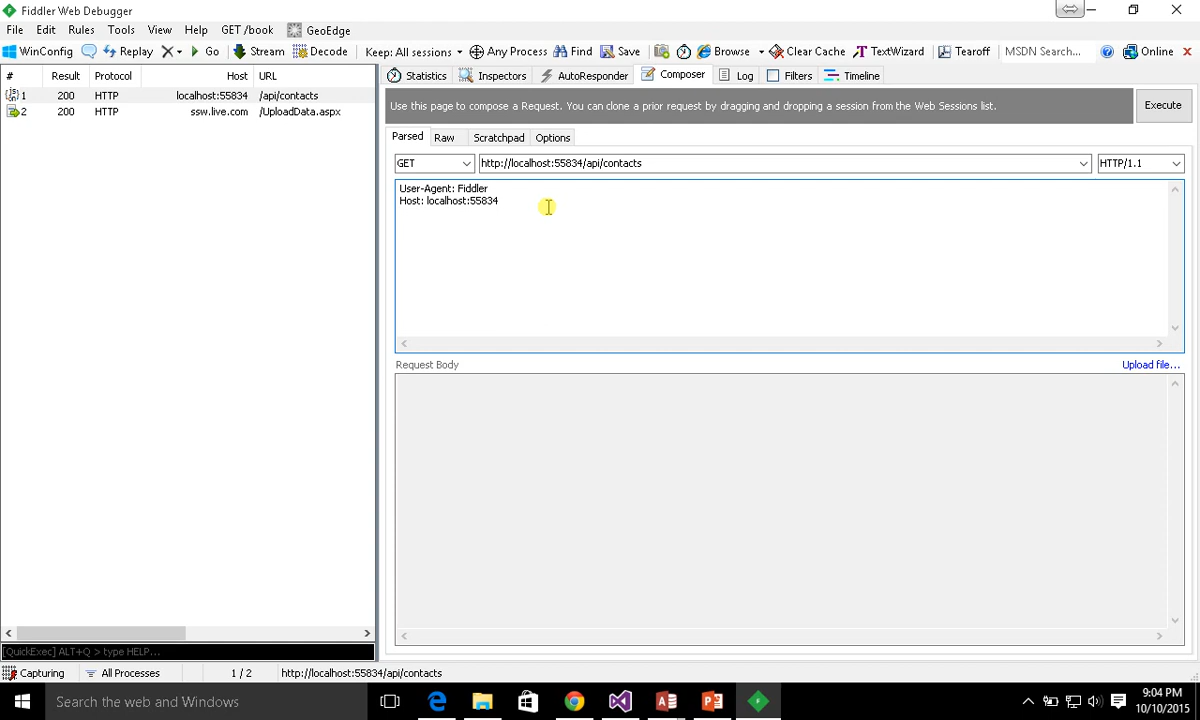 Fiddler Web Debugger
File Edit Rules Tools View Help GET /book GeoEdge
WinConfig Replay Go Stream Decode Keep: All sessions Any Process Find Save Browse Clear Cache TextWizard Tearoff MSDN Search... Online
# Result Protocol Host URL
1 200 HTTP localhost:55834 /api/contacts
2 200 HTTP ssw.live.com /UploadData.aspx
Statistics Inspectors AutoResponder Composer Log Filters Timeline
Use this page to compose a Request. You can clone a prior request by dragging and dropping a session from the Web Sessions list.
Execute
Parsed Raw Scratchpad Options
GET http://localhost:55834/api/contacts HTTP/1.1
User-Agent: Fiddler
Host: localhost:55834
Request Body Upload file...
[QuickExec] ALT+Q > type HELP...
Capturing All Processes 1 / 2 http://localhost:55834/api/contacts
Search the web and Windows
9:04 PM
10/10/2015